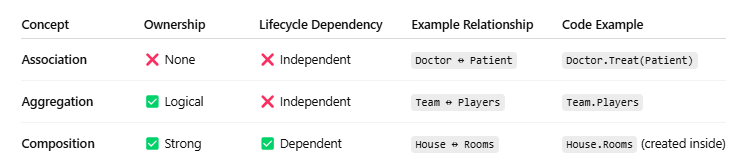 Concept Ownership Lifecycle Dependency Example Relationship Code Example
Association ❌ None ❌ Independent Doctor ↔ Patient Doctor.Treat(Patient)
Aggregation ✅ Logical ❌ Independent Team ↔ Players Team.Players
Composition ✅ Strong ✅ Dependent House ↔ Rooms House.Rooms (created inside)